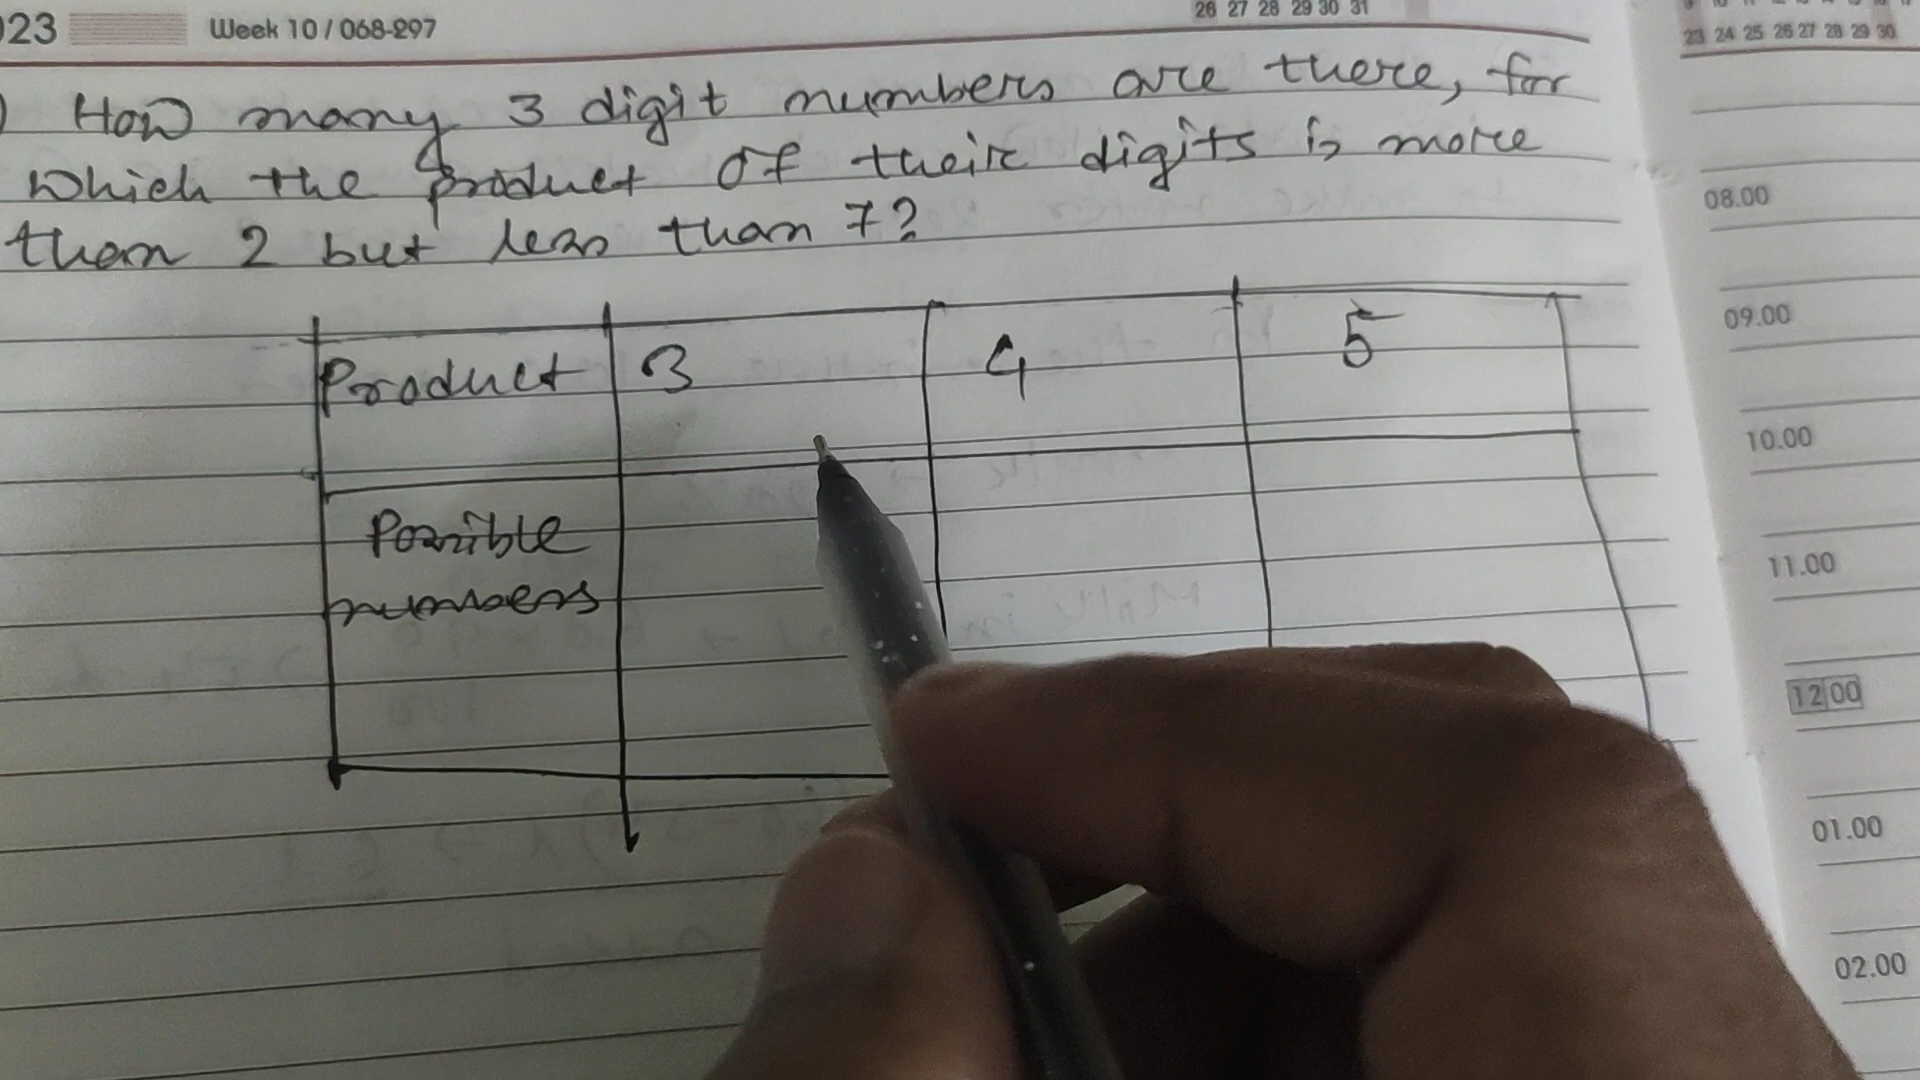 023 Week 10 / 068-297
26 27 28 29 30 31
23 24 25 26 27 28 29 30
) How many 3 digit numbers are there, for
which the product of their digits is more
than 2 but less than 7?
Product 3 4 5
Possible
numbers
08.00
09.00
10.00
11.00
12 00
01.00
02.00